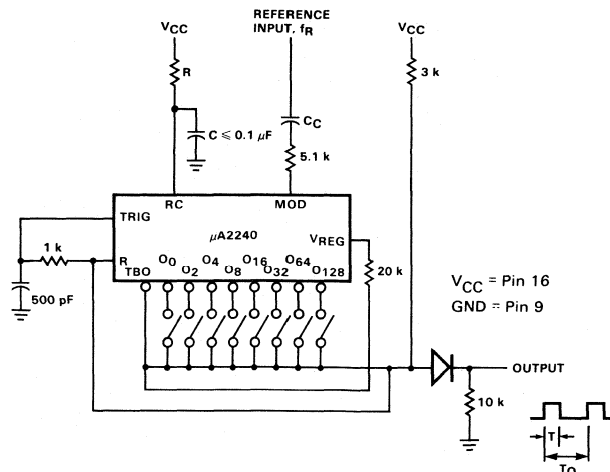 REFERENCE
INPUT, fR
VCC
VCC
R
3 k
CC
C ≤ 0.1 μF
5.1 k
RC
MOD
TRIG
μA2240
VREG
1 k
R
O0 O4 O16 O64
TBO O2 O8 O32 O128
20 k
500 pF
VCC = Pin 16
GND = Pin 9
OUTPUT
10 k
T
TO